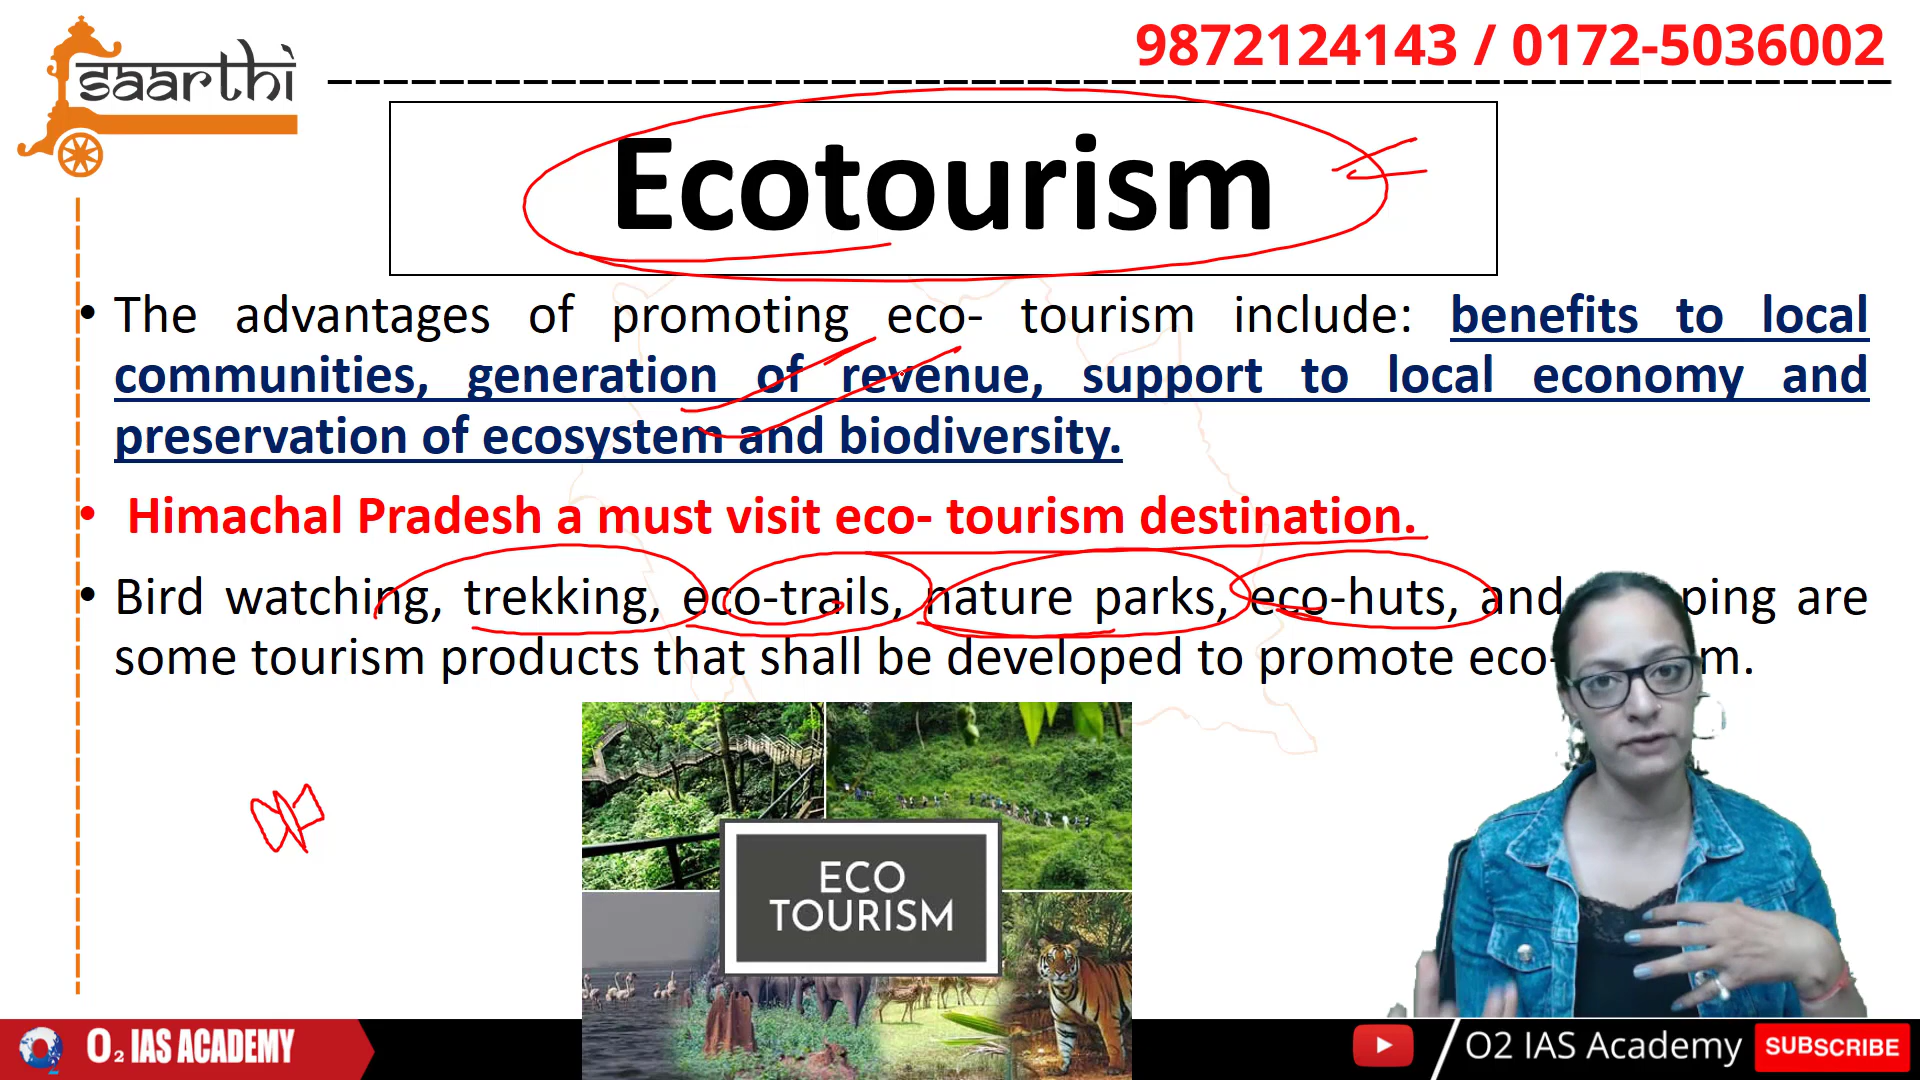 saarthi
9872124143 / 0172-5036002
Ecotourism
• The advantages of promoting eco- tourism include: benefits to local
communities, generation of revenue, support to local economy and
preservation of ecosystem and biodiversity.
• Himachal Pradesh a must visit eco- tourism destination.
• Bird watching, trekking, eco-trails, nature parks, eco-huts, and ping are
some tourism products that shall be developed to promote eco- m.
ECO
TOURISM
O2 IAS ACADEMY
O2 IAS Academy
SUBSCRIBE